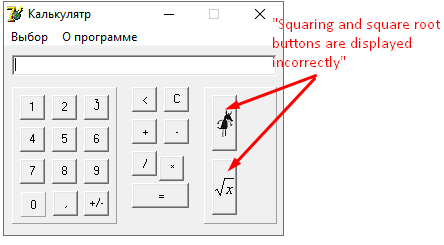 Калькулятр
Выбор О программе
"Squaring and square root
buttons are displayed
incorrectly"
1 2 3 < C
4 5 6 + -
7 8 9 / *
0 , +/- =
√x